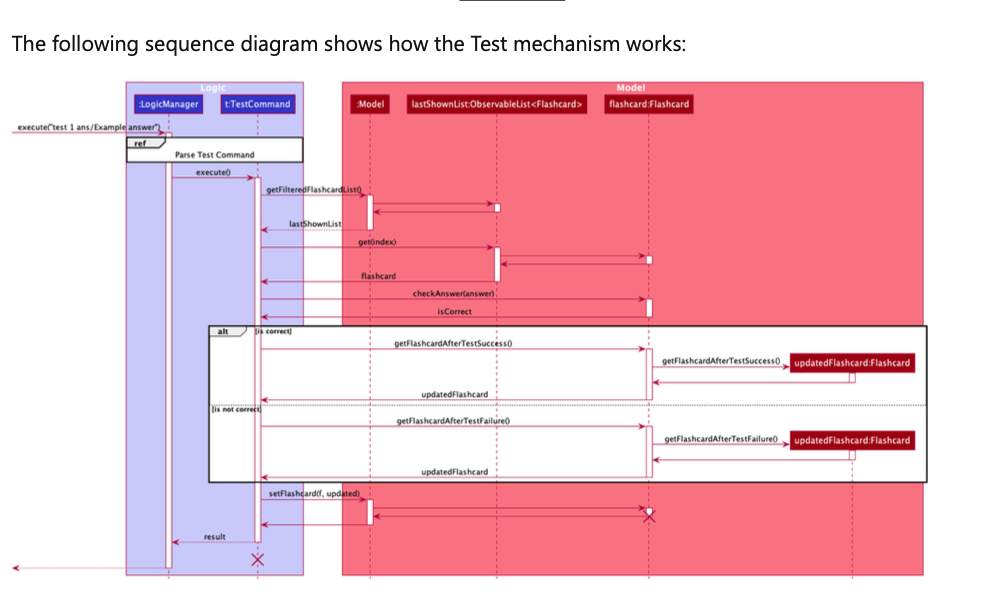 The following sequence diagram shows how the Test mechanism works:
Logic
Model
:LogicManager
t:TestCommand
:Model
lastShownList:ObservableList<Flashcard>
flashcard:Flashcard
execute("test 1 ans/Example answer")
ref
Parse Test Command
execute()
getFilteredFlashcardList()
lastShownList
get(index)
flashcard
checkAnswer(answer)
isCorrect
alt
[is correct]
getFlashcardAfterTestSuccess()
getFlashcardAfterTestSuccess()
updatedFlashcard:Flashcard
updatedFlashcard
[is not correct]
getFlashcardAfterTestFailure()
getFlashcardAfterTestFailure()
updatedFlashcard:Flashcard
updatedFlashcard
setFlashcard(f, updated)
result